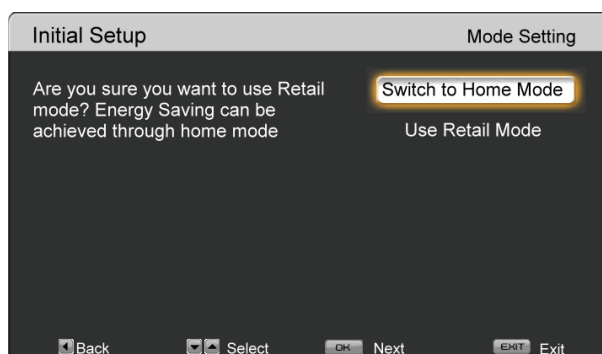 Initial Setup
Mode Setting
Are you sure you want to use Retail
mode? Energy Saving can be
achieved through home mode
Switch to Home Mode
Use Retail Mode
Back Select OK Next EXIT Exit